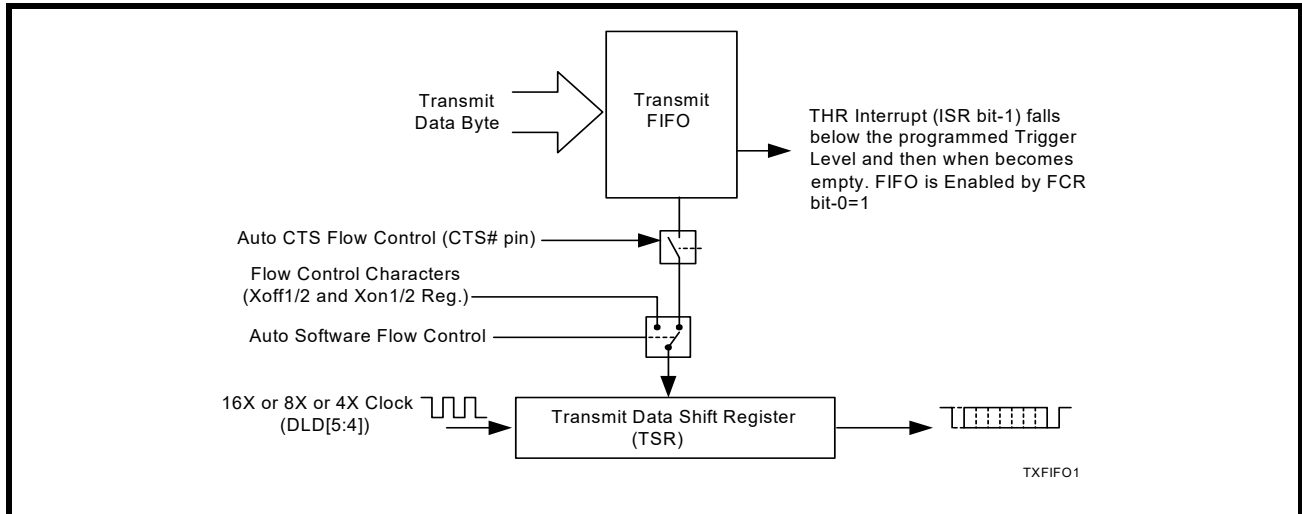 Transmit
FIFO
Transmit
Data Byte
THR Interrupt (ISR bit-1) falls
below the programmed Trigger
Level and then when becomes
empty. FIFO is Enabled by FCR
bit-0=1
Auto CTS Flow Control (CTS# pin)
Flow Control Characters
(Xoff1/2 and Xon1/2 Reg.)
Auto Software Flow Control
16X or 8X or 4X Clock
(DLD[5:4])
Transmit Data Shift Register
(TSR)
TXFIFO1